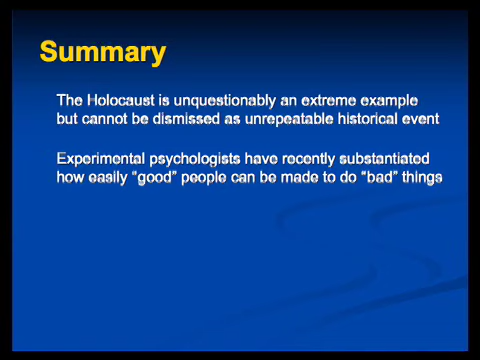 Summary
The Holocaust is unquestionably an extreme example
but cannot be dismissed as unrepeatable historical event
Experimental psychologists have recently substantiated
how easily “good” people can be made to do “bad” things